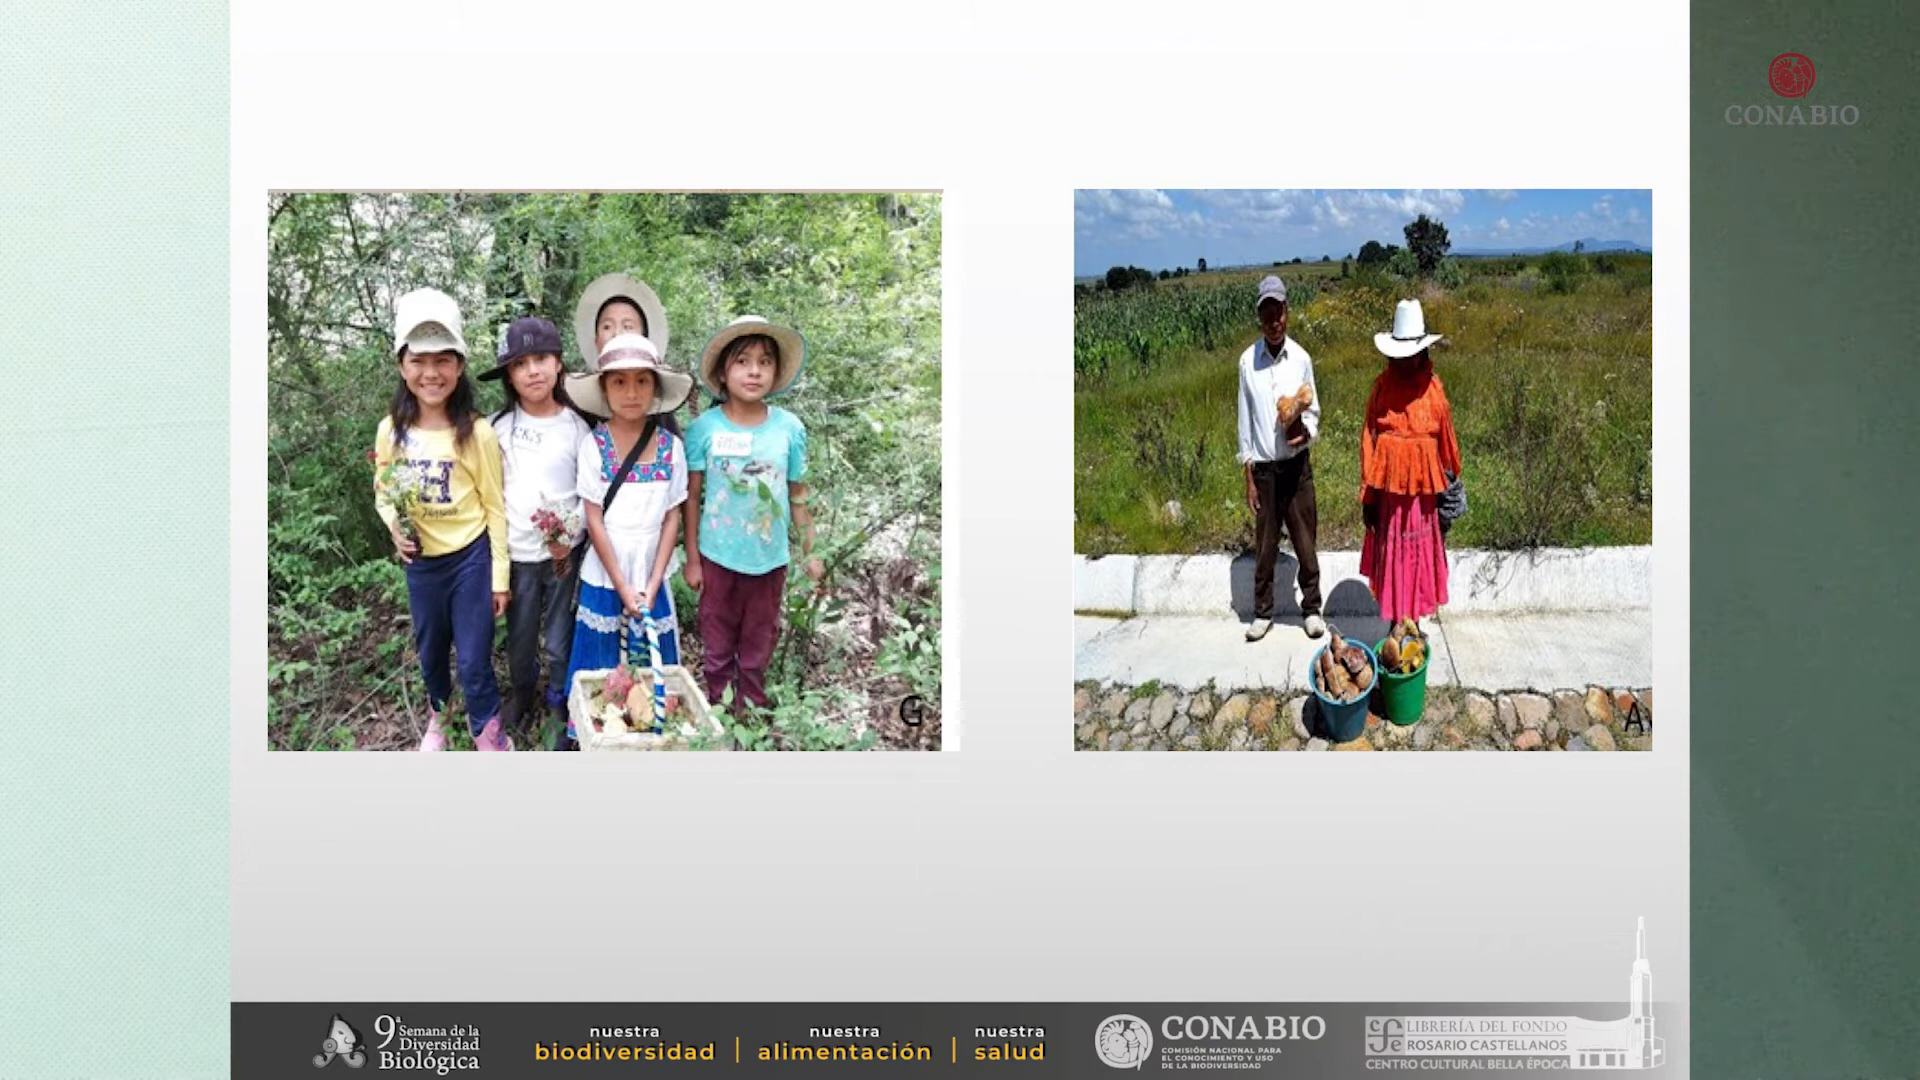 CONABIO
G
A
9ª
Semana de la
Diversidad
Biológica
nuestra
biodiversidad
nuestra
alimentación
nuestra
salud
CONABIO
COMISIÓN NACIONAL PARA
EL CONOCIMIENTO Y USO
DE LA BIODIVERSIDAD
LIBRERÍA DEL FONDO
ROSARIO CASTELLANOS
CENTRO CULTURAL BELLA ÉPOCA